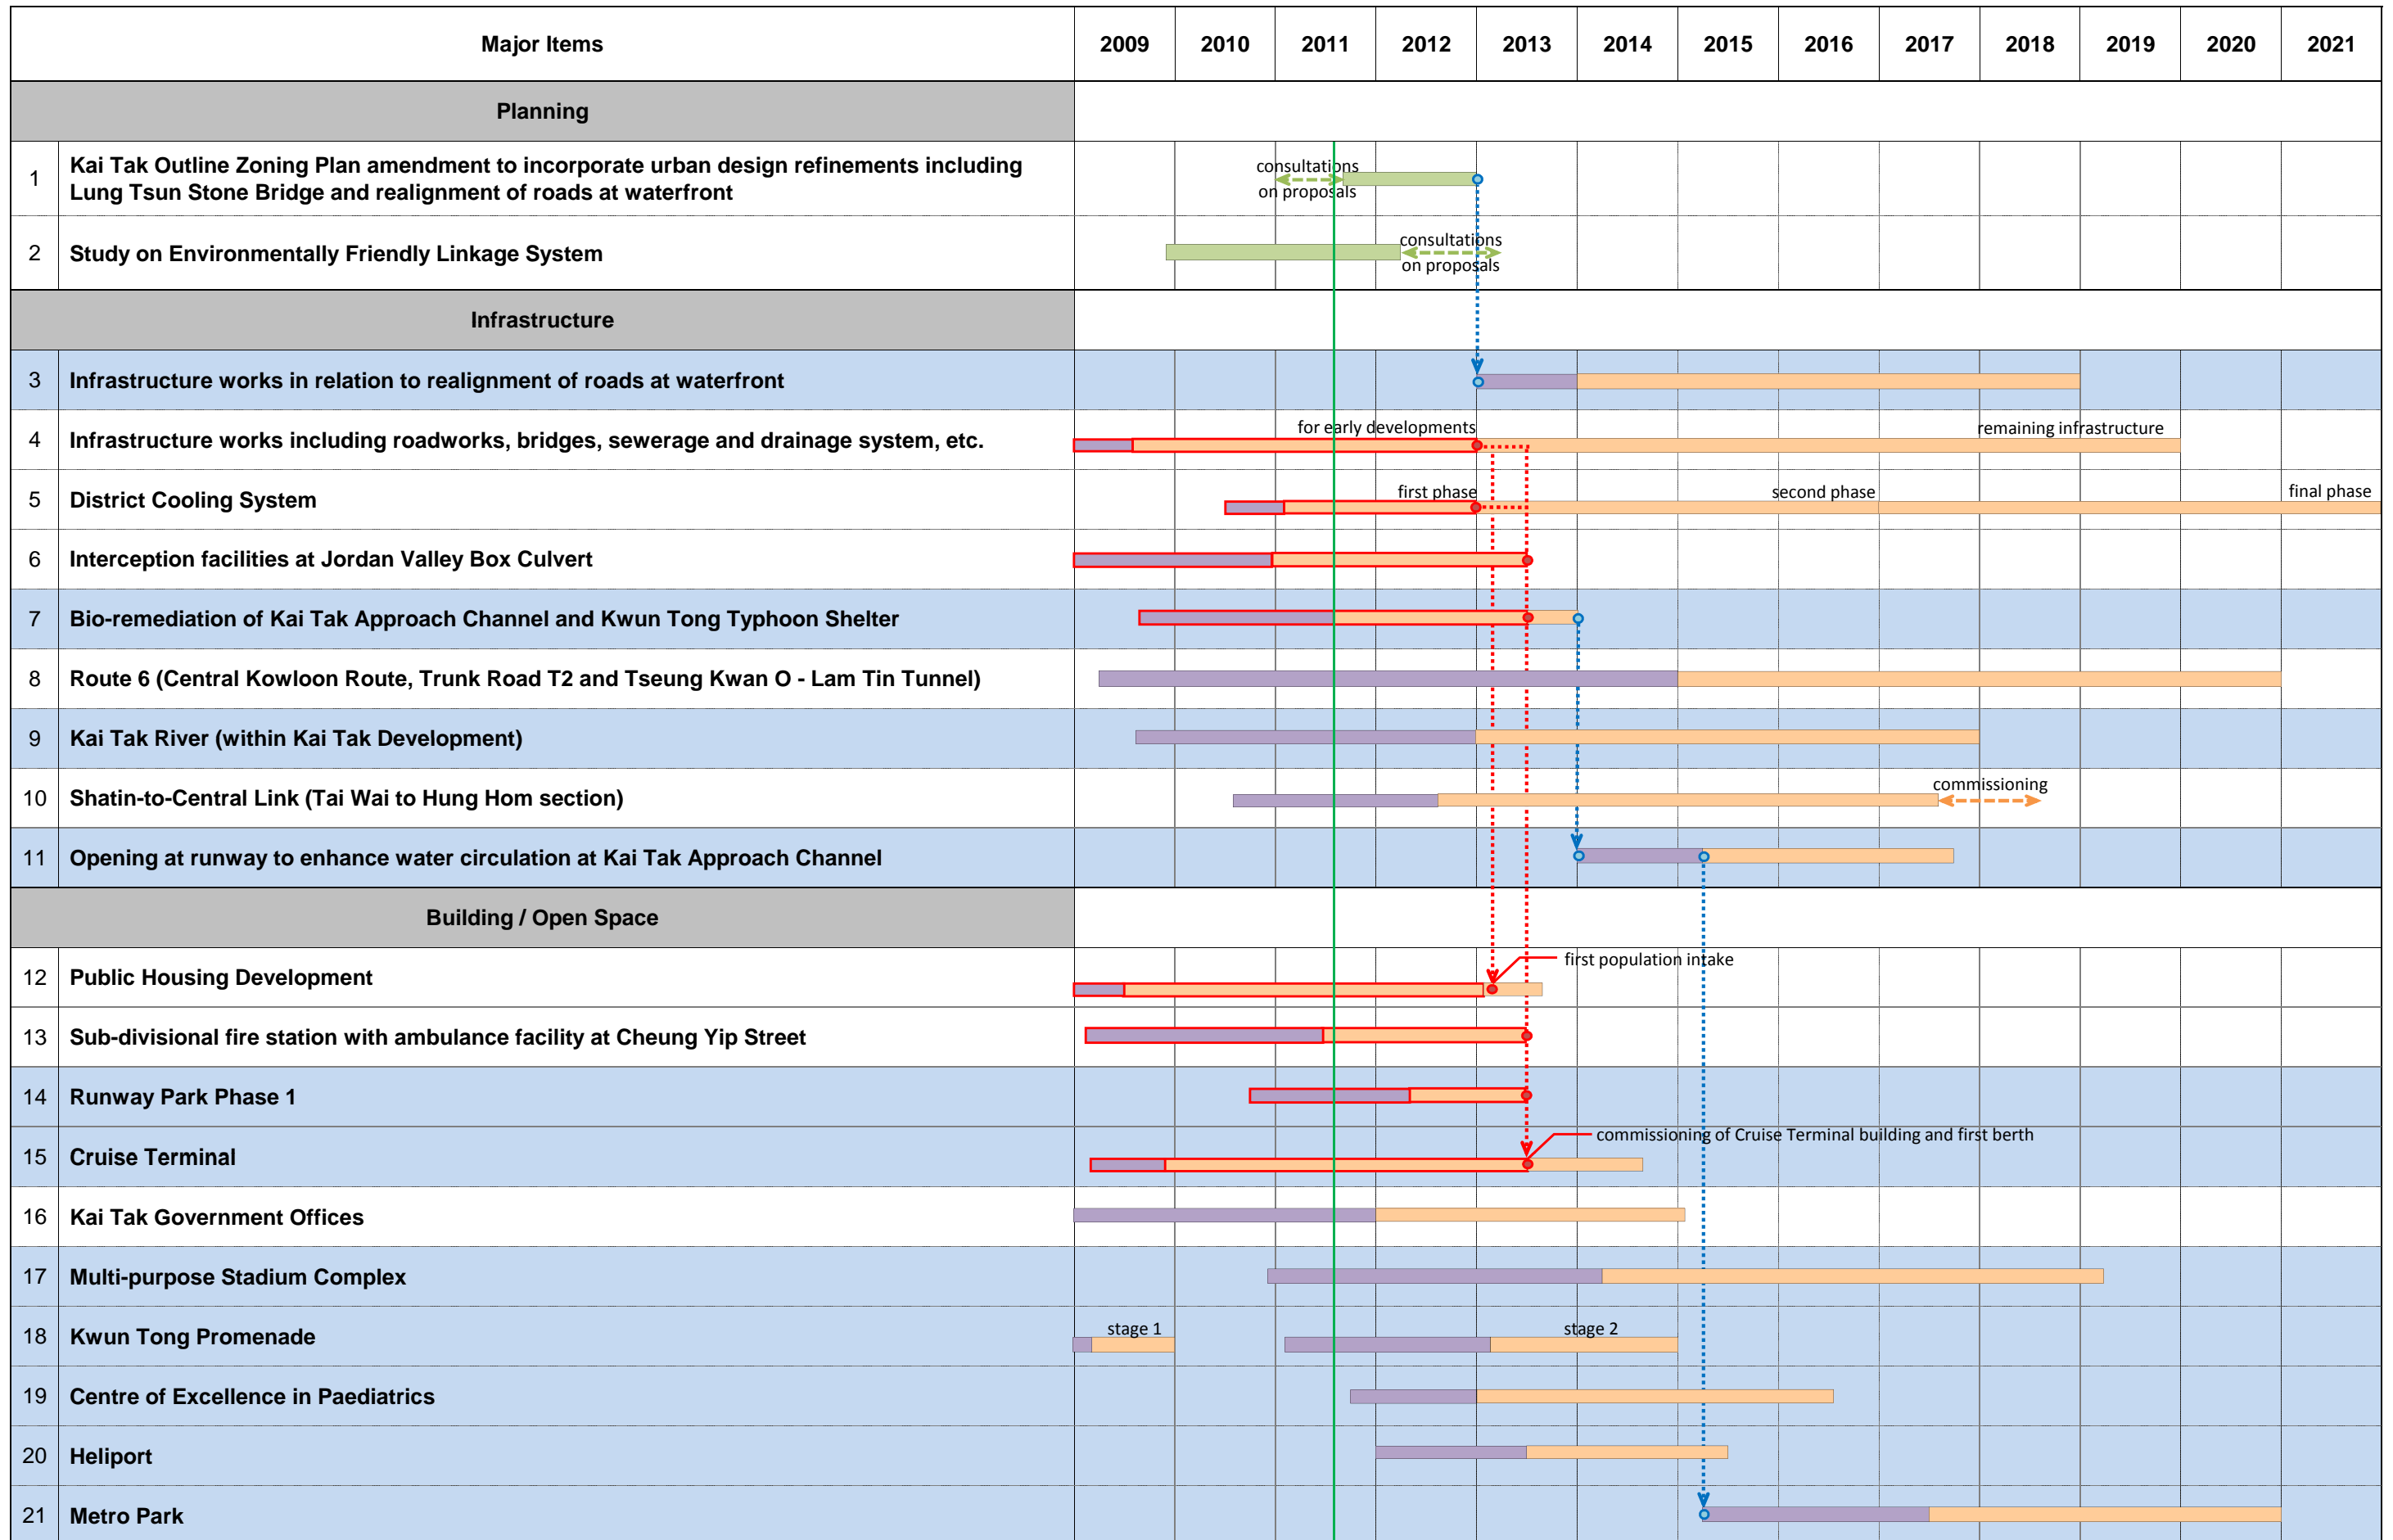 Major Items 2009 2010 2011 2012 2013 2014 2015 2016 2017 2018 2019 2020 2021
Planning
1 Kai Tak Outline Zoning Plan amendment to incorporate urban design refinements including
Lung Tsun Stone Bridge and realignment of roads at waterfront
consultations
on proposals
2 Study on Environmentally Friendly Linkage System
consultations
on proposals
Infrastructure
3 Infrastructure works in relation to realignment of roads at waterfront
4 Infrastructure works including roadworks, bridges, sewerage and drainage system, etc. for early developments remaining infrastructure
5 District Cooling System first phase second phase final phase
6 Interception facilities at Jordan Valley Box Culvert
7 Bio-remediation of Kai Tak Approach Channel and Kwun Tong Typhoon Shelter
8 Route 6 (Central Kowloon Route, Trunk Road T2 and Tseung Kwan O - Lam Tin Tunnel)
9 Kai Tak River (within Kai Tak Development)
10 Shatin-to-Central Link (Tai Wai to Hung Hom section) commissioning
11 Opening at runway to enhance water circulation at Kai Tak Approach Channel
Building / Open Space
12 Public Housing Development first population intake
13 Sub-divisional fire station with ambulance facility at Cheung Yip Street
14 Runway Park Phase 1
15 Cruise Terminal commissioning of Cruise Terminal building and first berth
16 Kai Tak Government Offices
17 Multi-purpose Stadium Complex
18 Kwun Tong Promenade stage 1 stage 2
19 Centre of Excellence in Paediatrics
20 Heliport
21 Metro Park